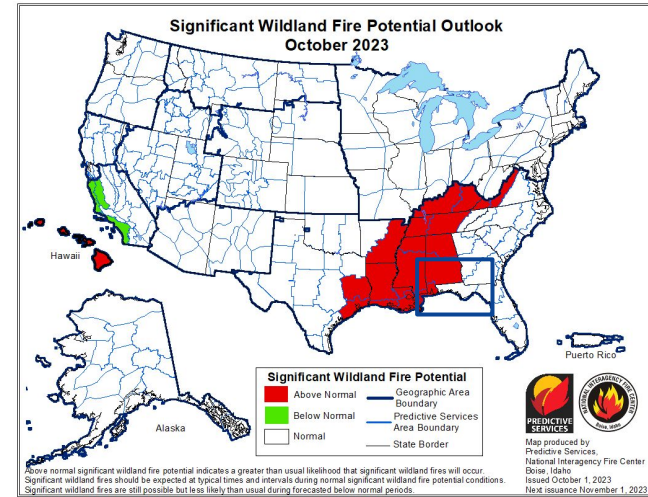 Significant Wildland Fire Potential Outlook
October 2023
Hawaii
Alaska
Puerto Rico
Significant Wildland Fire Potential
Above Normal
Below Normal
Normal
Geographic Area
Boundary
Predictive Services
Area Boundary
State Border
PREDICTIVE
SERVICES
NATIONAL INTERAGENCY FIRE CENTER
Boise, Idaho
Map produced by
Predictive Services,
National Interagency Fire Center
Boise, Idaho
Issued October 1, 2023
Next issuance November 1, 2023
Above normal significant wildland fire potential indicates a greater than usual likelihood that significant wildland fires will occur.
Significant wildland fires should be expected at typical times and intervals during normal significant wildland fire potential conditions.
Significant wildland fires are still possible but less likely than usual during forecasted below normal periods.